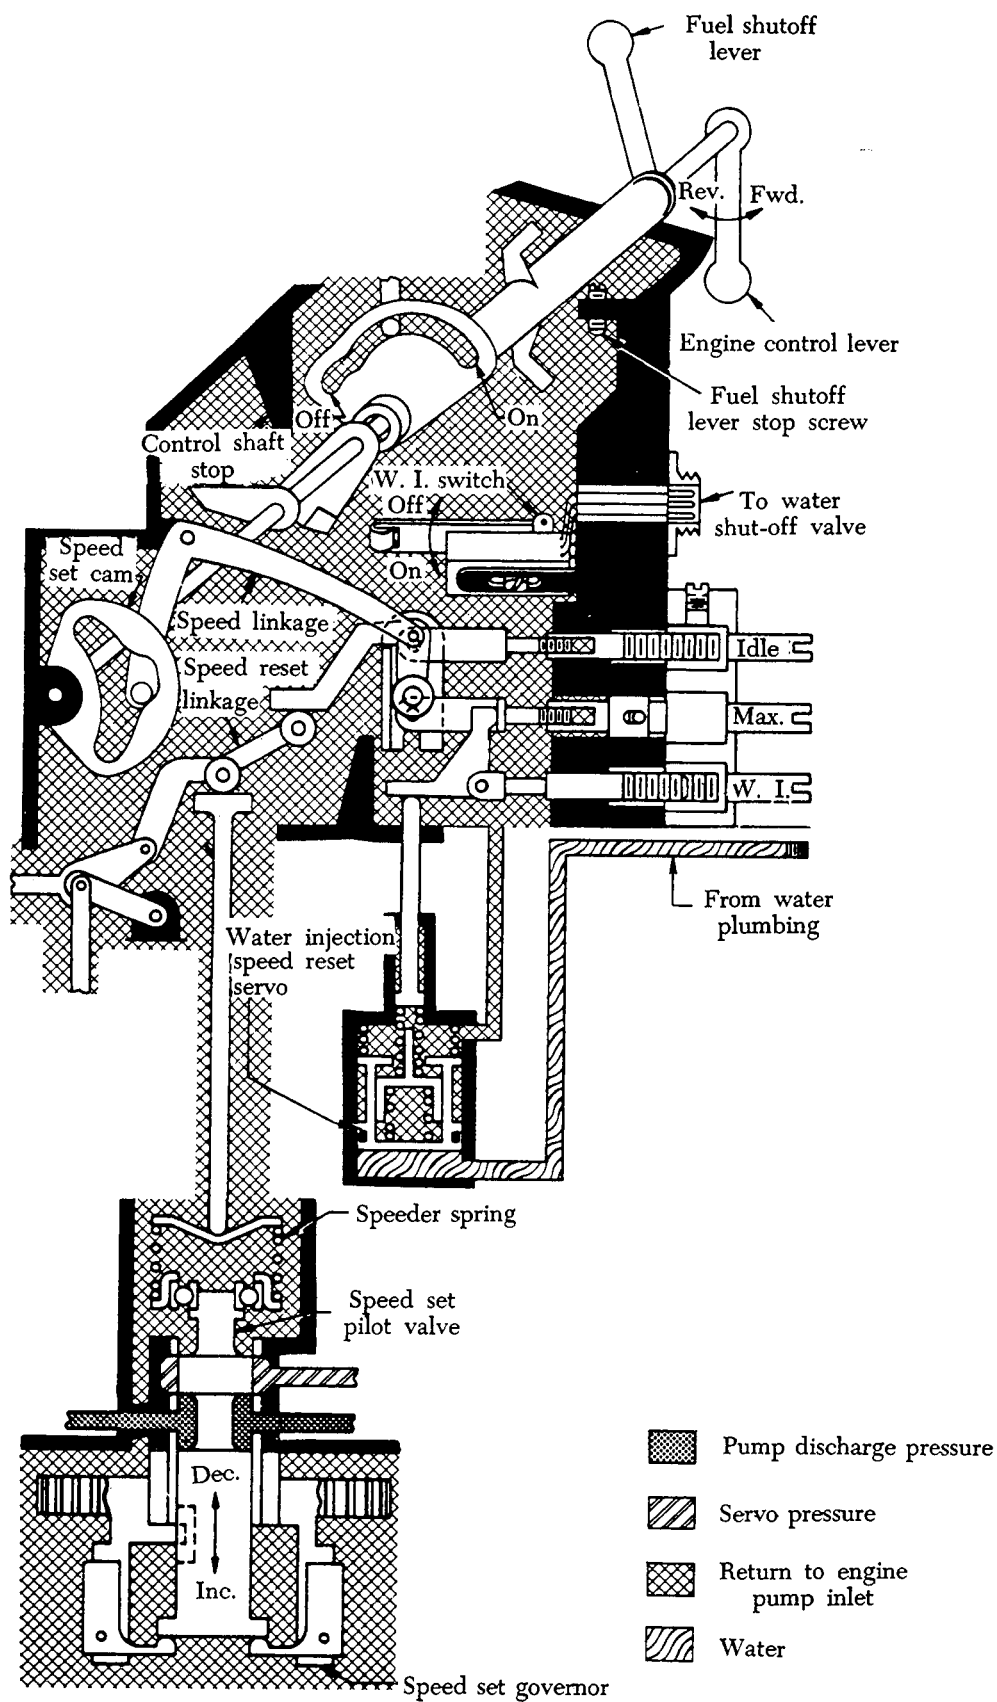 Fuel shutoff
lever
Rev.
Fwd.
Engine control lever
Fuel shutoff
lever stop screw
Off
On
Control shaft
stop
W. I. switch
Off
On
To water
shut-off valve
Speed
set cam
Speed linkage
Speed reset
linkage
Idle
Max.
W. I.
From water
plumbing
Water injection
speed reset
servo
Speeder spring
Speed set
pilot valve
Dec.
Inc.
Speed set governor
Pump discharge pressure
Servo pressure
Return to engine
pump inlet
Water